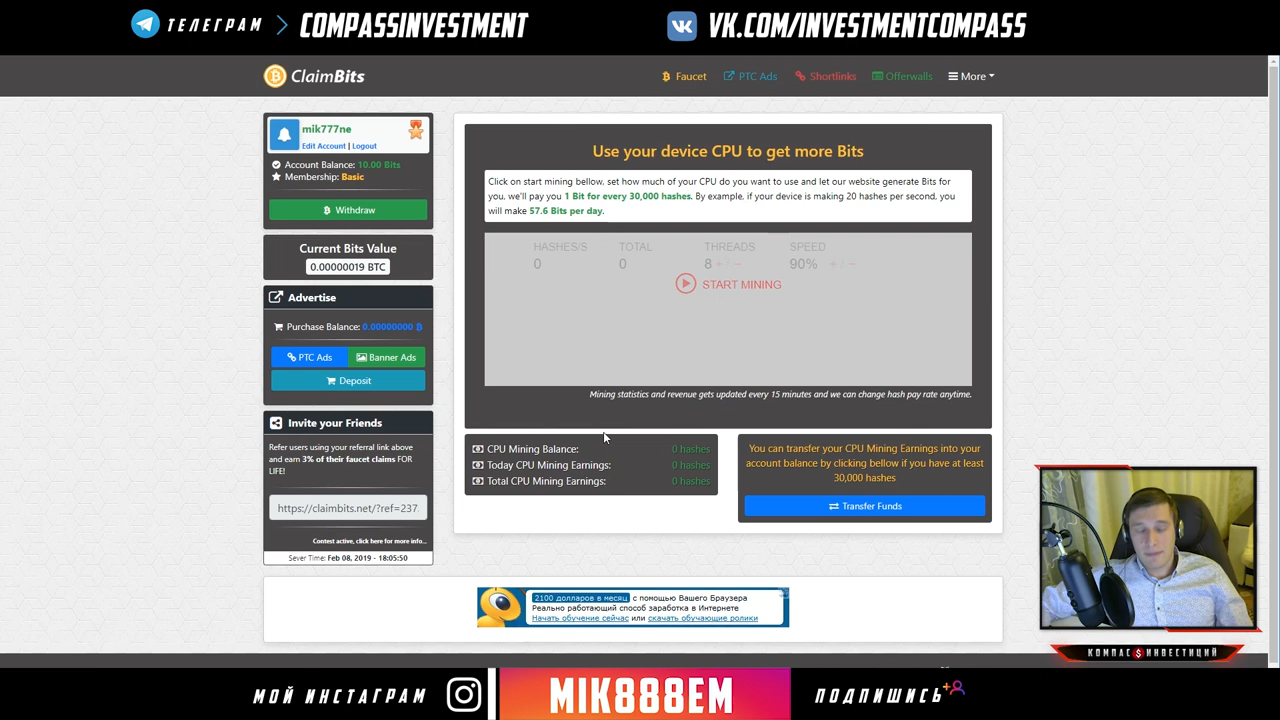 ТЕЛЕГРАМ COMPASSINVESTMENT
VK.COM/INVESTMENTCOMPASS
ClaimBits
Faucet PTC Ads Shortlinks Offerwalls More
mik777ne
Edit Account | Logout
Account Balance: 10.00 Bits
Membership: Basic
Withdraw
Current Bits Value
0.00000019 BTC
Advertise
Purchase Balance: 0.00000000
PTC Ads Banner Ads
Deposit
Invite your Friends
Refer users using your referral link above
and earn 3% of their faucet claims FOR
LIFE!
https://claimbits.net/?ref=237
Contest active, click here for more info...
Sever Time: Feb 08, 2019 - 18:05:50
Use your device CPU to get more Bits
Click on start mining bellow, set how much of your CPU do you want to use and let our website generate Bits for
you, we'll pay you 1 Bit for every 30,000 hashes. By example, if your device is making 20 hashes per second, you
will make 57.6 Bits per day.
HASHES/S TOTAL THREADS SPEED
0 0 8 + / - 90% + / -
START MINING
Mining statistics and revenue gets updated every 15 minutes and we can change hash pay rate anytime.
CPU Mining Balance: 0 hashes
Today CPU Mining Earnings: 0 hashes
Total CPU Mining Earnings: 0 hashes
You can transfer your CPU Mining Earnings into your
account balance by clicking bellow if you have at least
30,000 hashes
Transfer Funds
2100 долларов в месяц с помощью Вашего Браузера
Реально работающий способ заработка в Интернете
Начать обучение сейчас или скачать обучающие ролики
КОМПАС $ ИНВЕСТИЦИЙ
МОЙ ИНСТАГРАМ
MIK888EM
ПОДПИШИСЬ